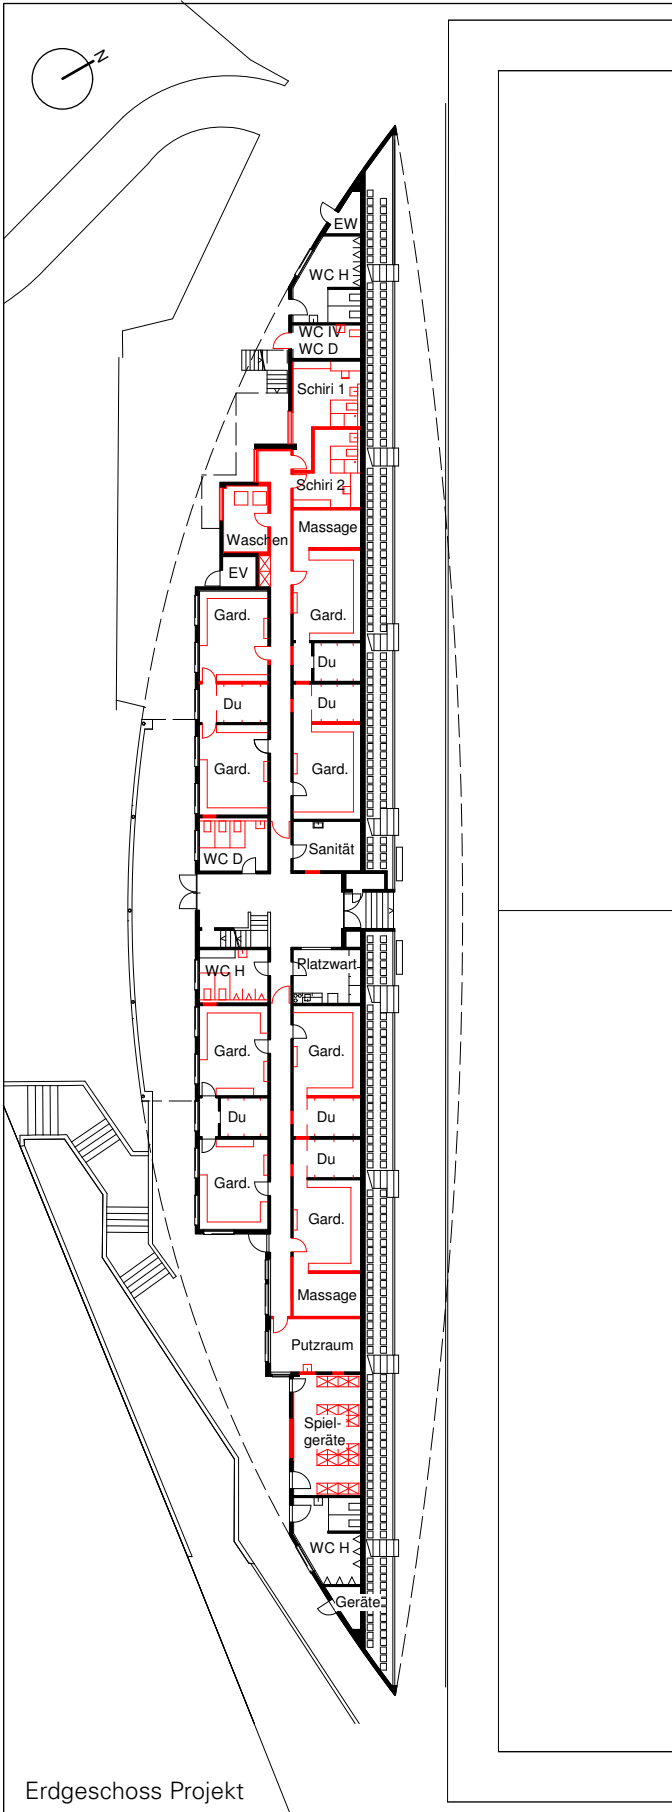 N
EW
WC H
WC IV
WC D
Schiri 1
Schiri 2
Massage
Waschen
EV
Gard.
Gard.
Du
Du
Du
Gard.
Gard.
WC D
Sanität
WC H
Platzwart
Gard.
Gard.
Du
Du
Du
Gard.
Gard.
Massage
Putzraum
Spiel-
geräte
WC H
Geräte
Erdgeschoss Projekt